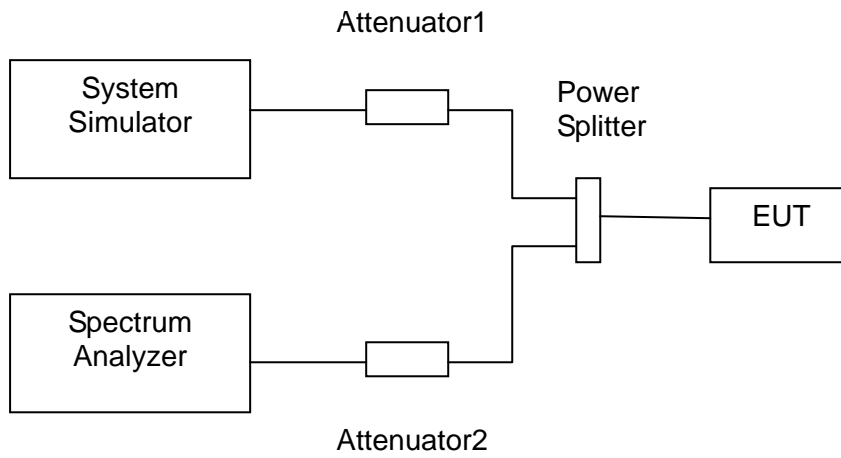 Attenuator1
System
Simulator
Power
Splitter
EUT
Spectrum
Analyzer
Attenuator2